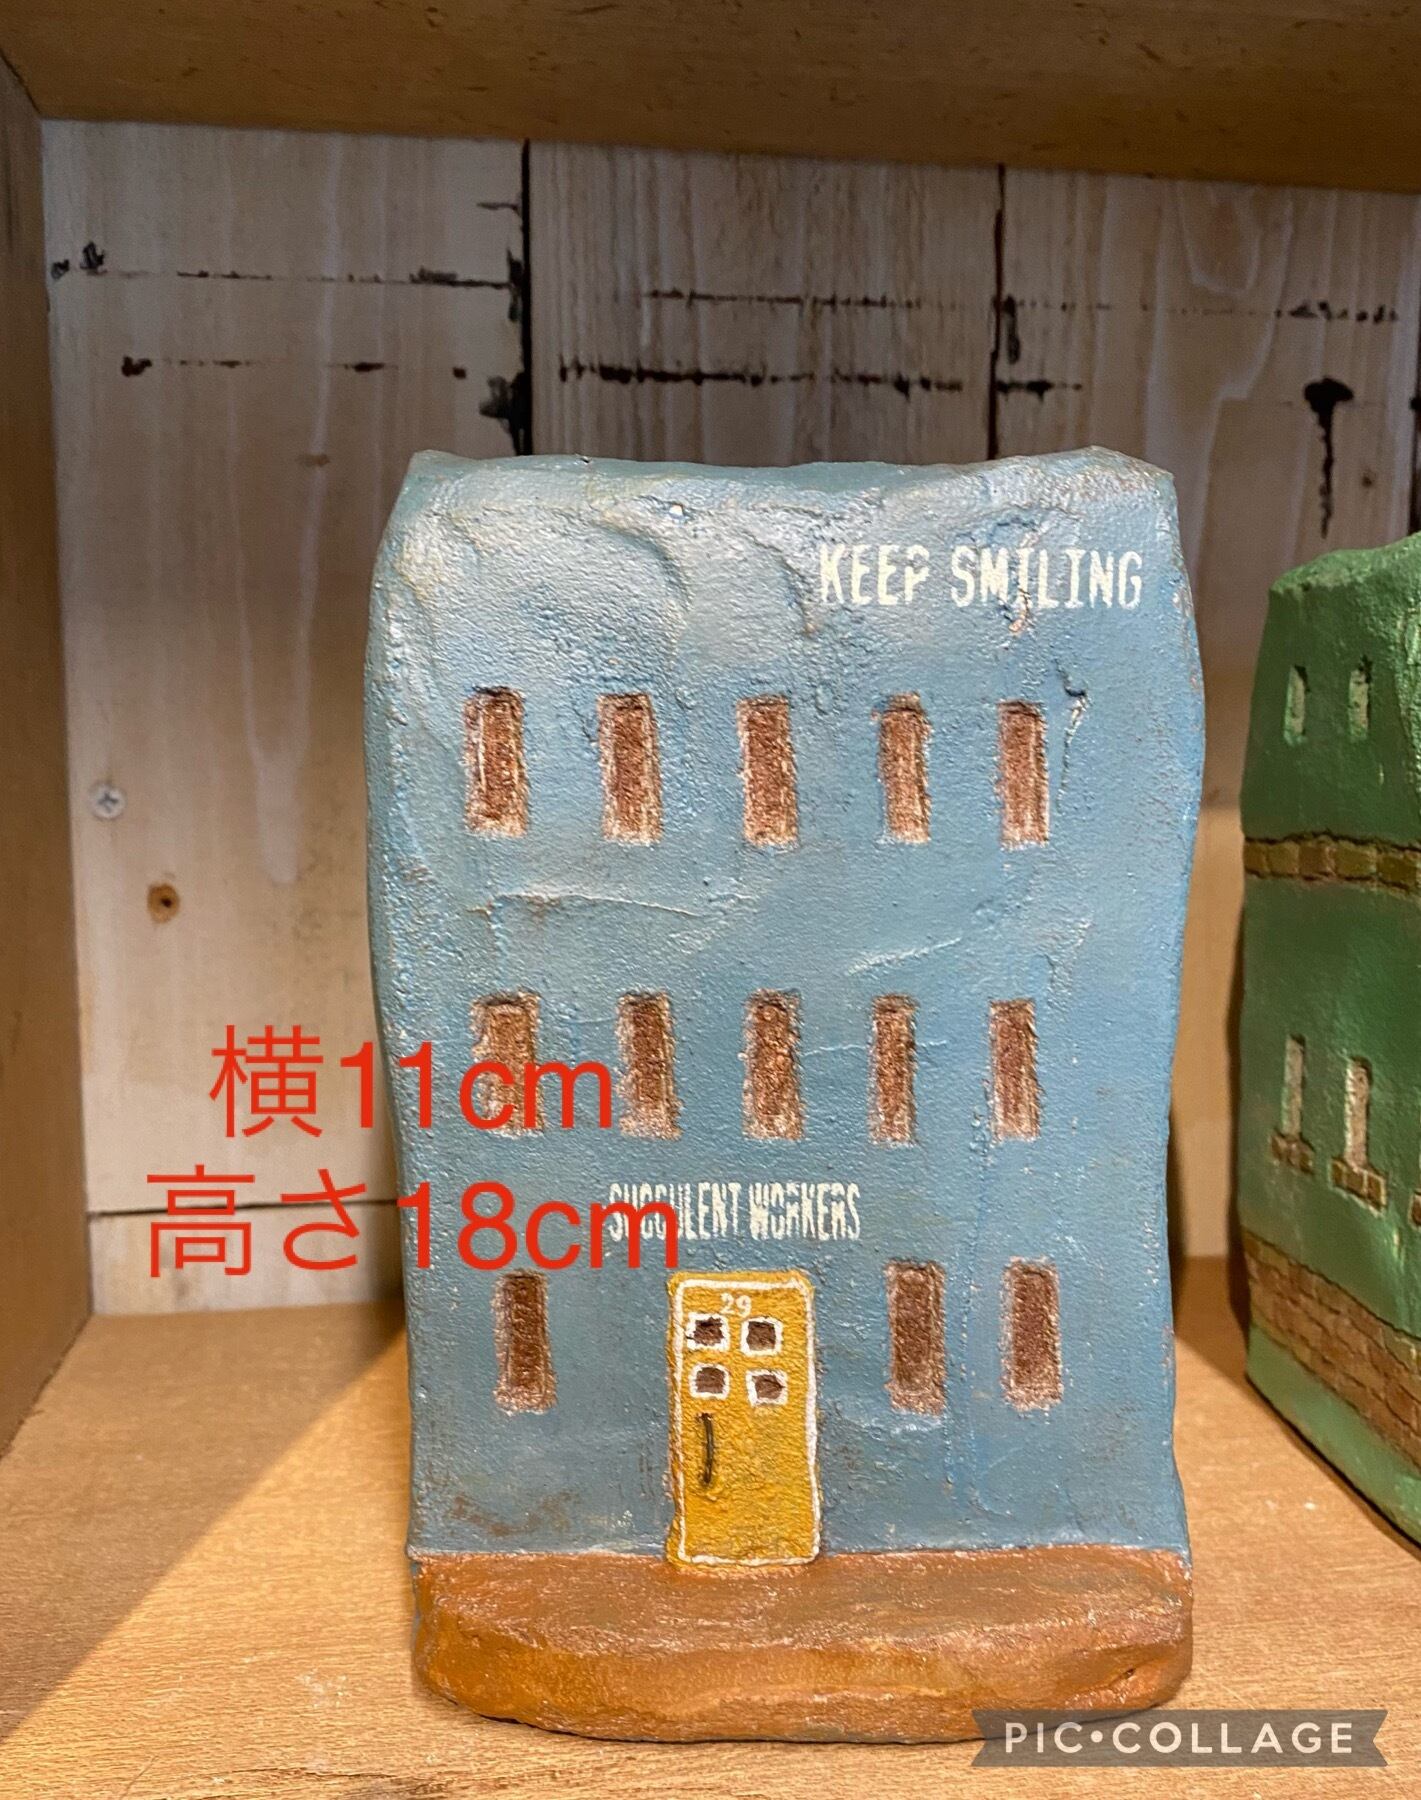 KEEP SMILING
横11cm
高さ18cm
SUCCULENT WORKERS
29
PIC•COLLAGE